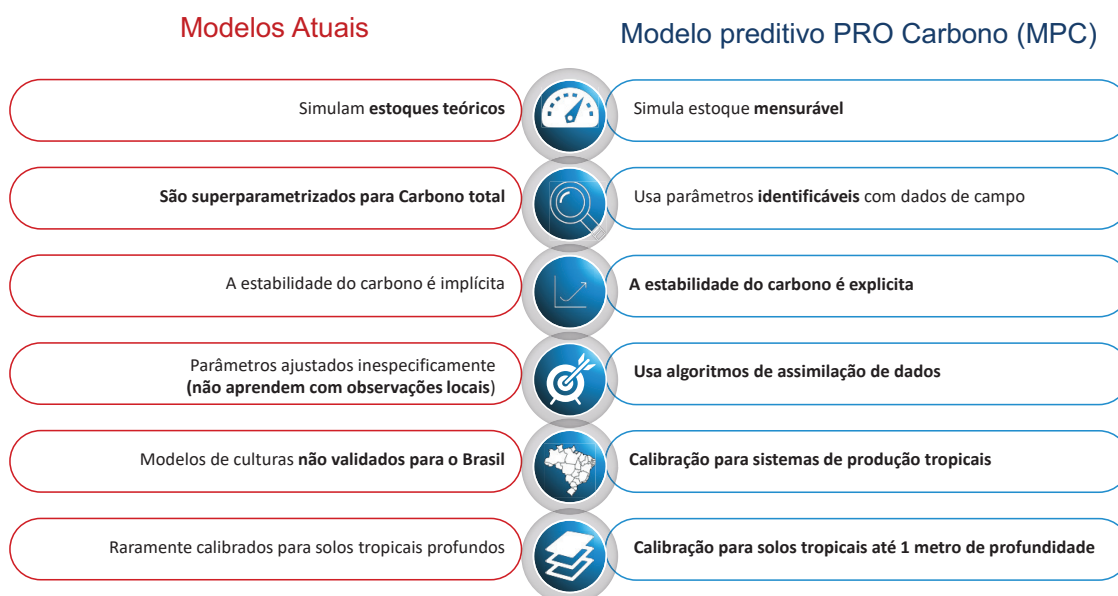 Modelos Atuais
Modelo preditivo PRO Carbono (MPC)
Simulam estoques teóricos
Simula estoque mensurável
São superparametrizados para Carbono total
Usa parâmetros identificáveis com dados de campo
A estabilidade do carbono é implícita
A estabilidade do carbono é explicita
Parâmetros ajustados inespecificamente
(não aprendem com observações locais)
Usa algoritmos de assimilação de dados
Modelos de culturas não validados para o Brasil
Calibração para sistemas de produção tropicais
Raramente calibrados para solos tropicais profundos
Calibração para solos tropicais até 1 metro de profundidade